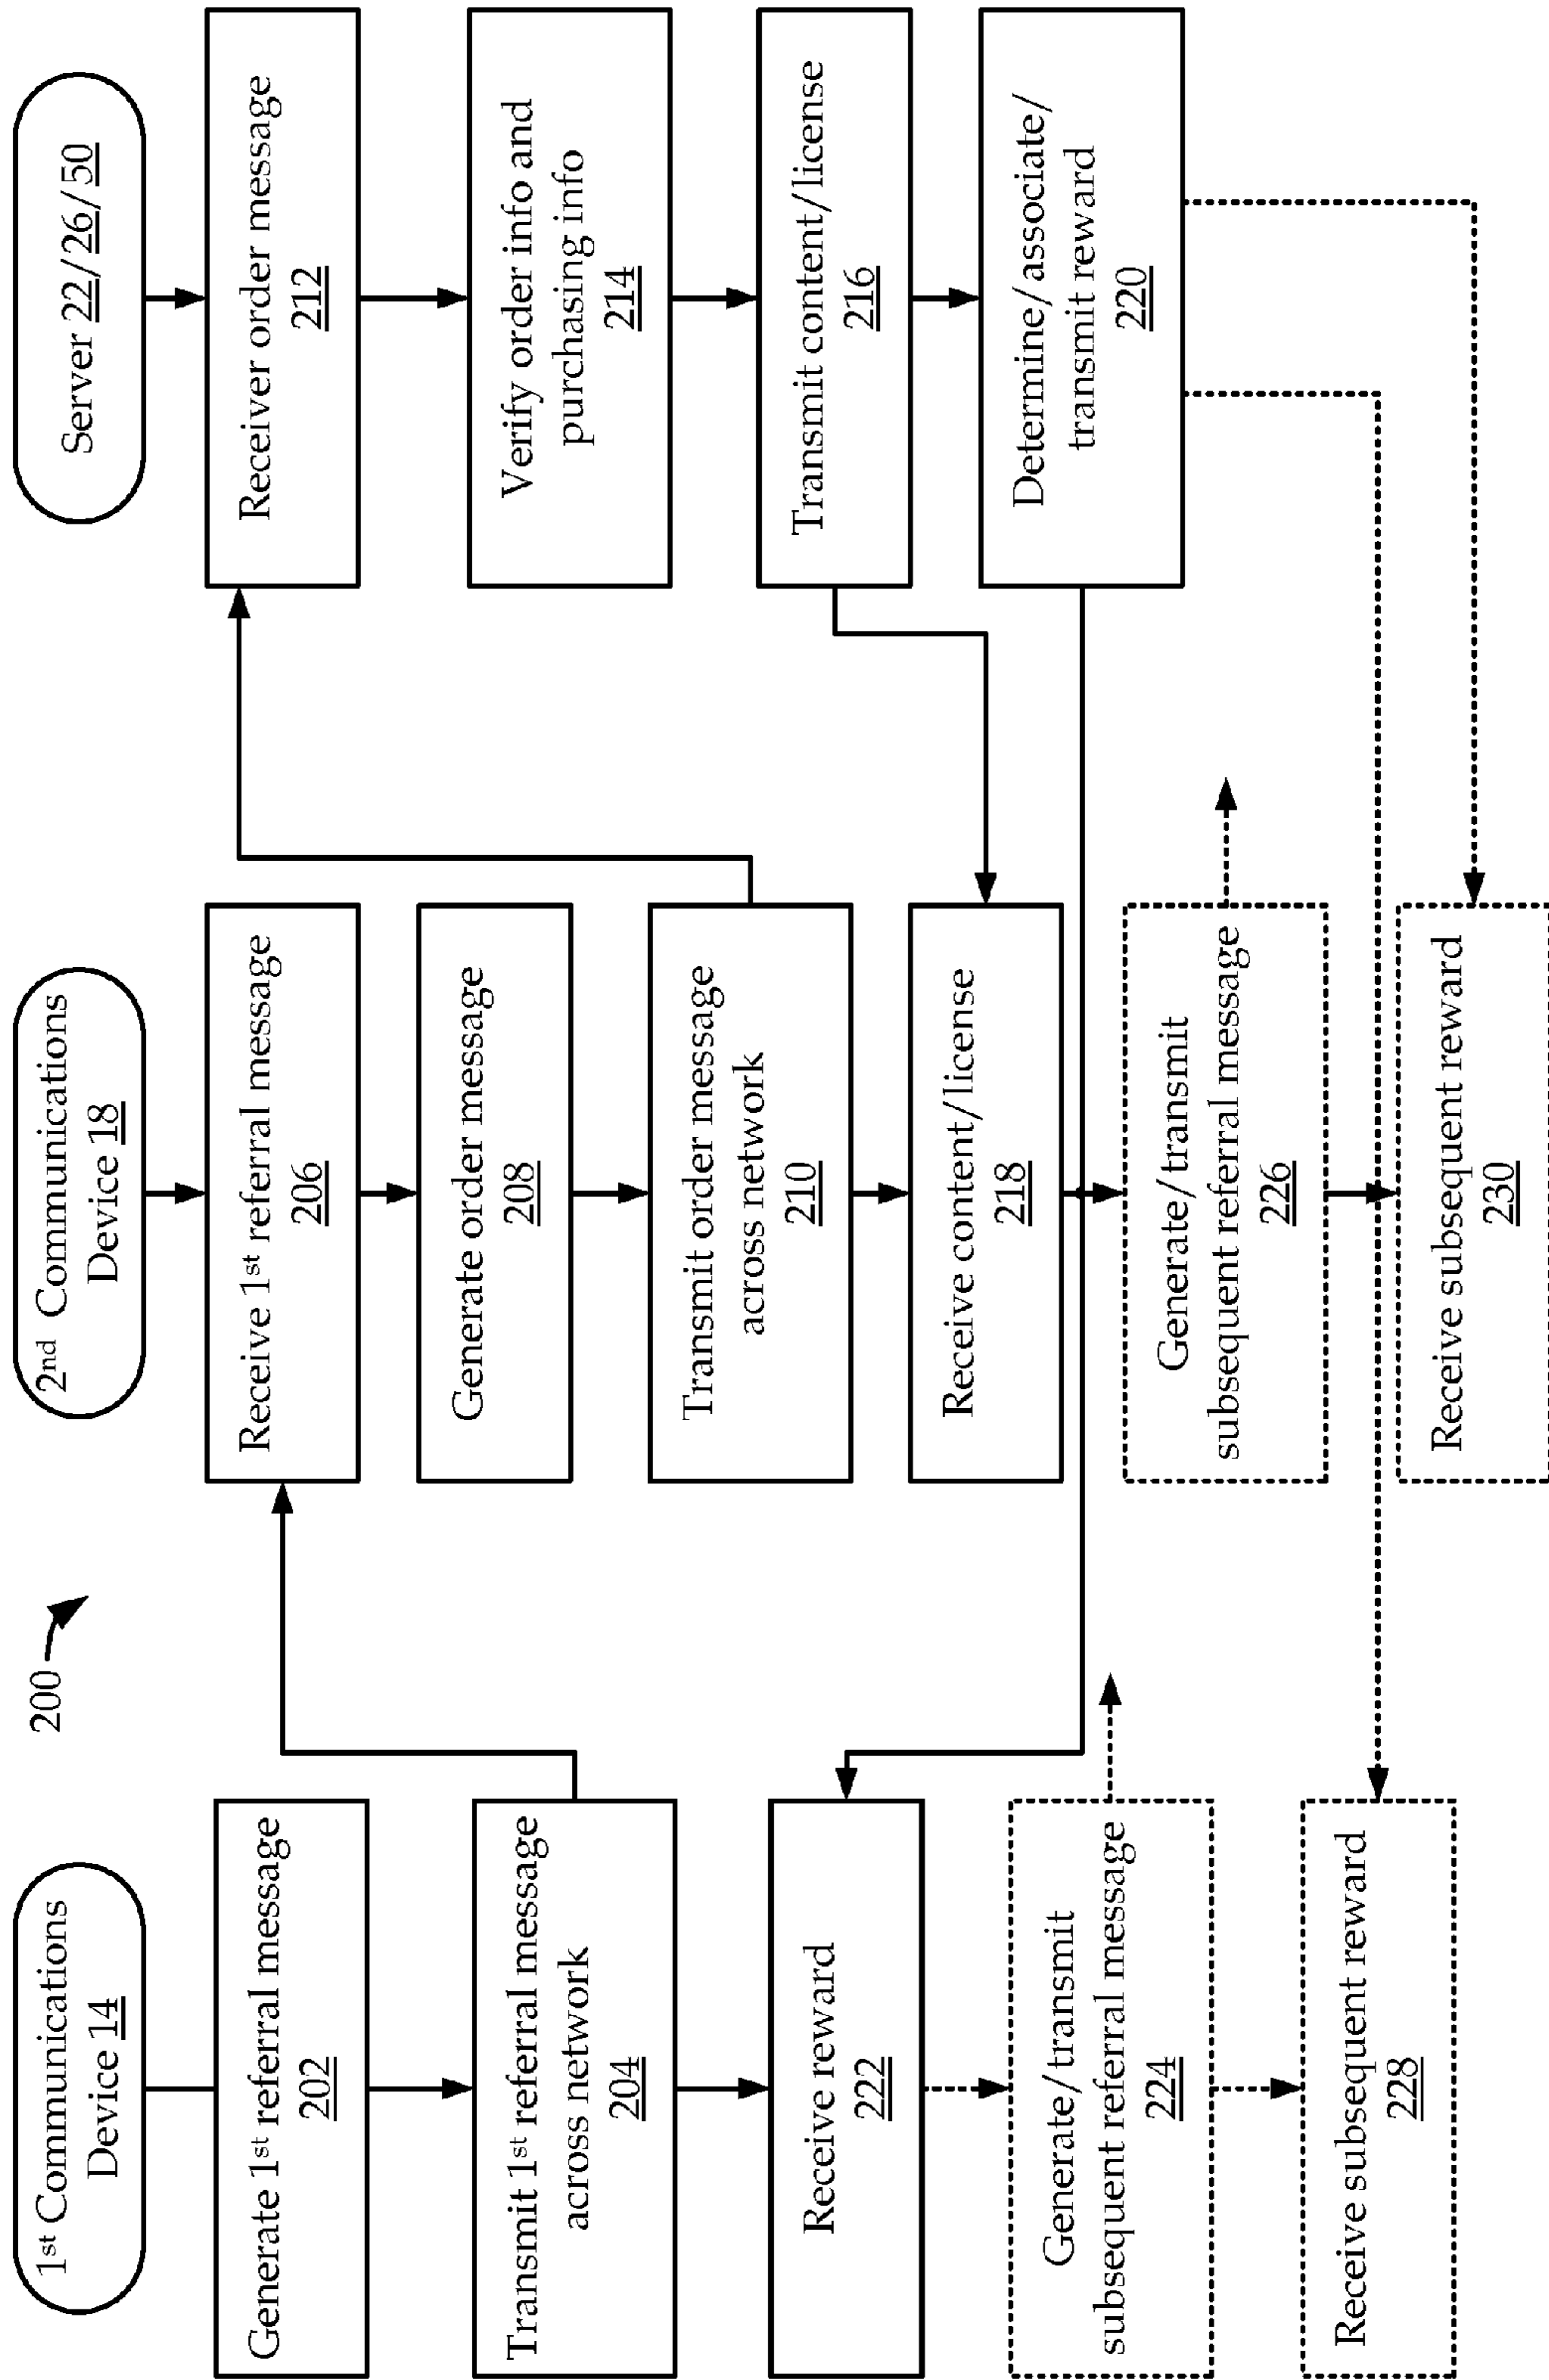 200
1st Communications
Device 14
Generate 1st referral message
202
Transmit 1st referral message
across network
204
Receive reward
222
Generate/transmit
subsequent referral message
224
Receive subsequent reward
228
2nd Communications
Device 18
Receive 1st referral message
206
Generate order message
208
Transmit order message
across network
210
Receive content/license
218
Generate/transmit
subsequent referral message
226
Receive subsequent reward
230
Server 22/26/50
Receiver order message
212
Verify order info and
purchasing info
214
Transmit content/license
216
Determine/associate/
transmit reward
220